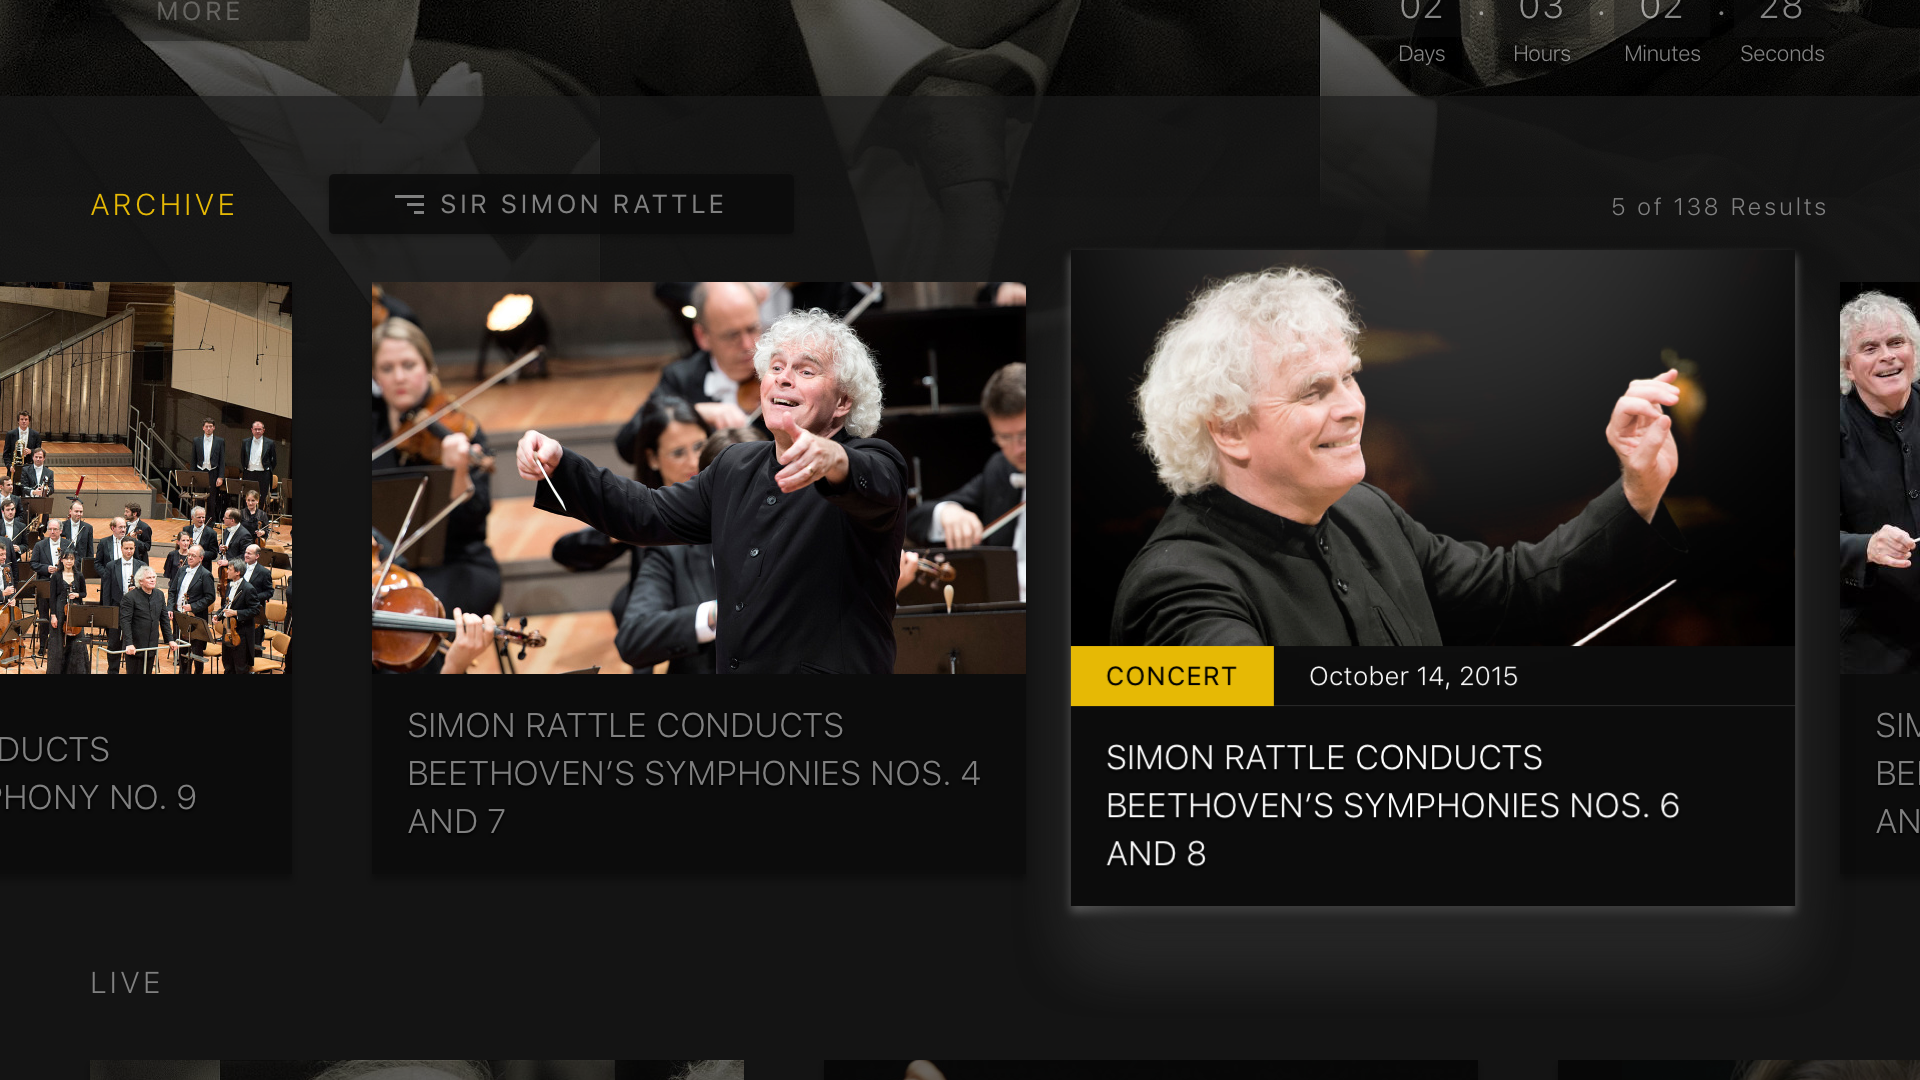 MORE
02 : 03 : 02 : 28
Days Hours Minutes Seconds
ARCHIVE
SIR SIMON RATTLE
5 of 138 Results
DUCTS
PHONY NO. 9
SIMON RATTLE CONDUCTS
BEETHOVEN’S SYMPHONIES NOS. 4
AND 7
CONCERT
October 14, 2015
SIMON RATTLE CONDUCTS
BEETHOVEN’S SYMPHONIES NOS. 6
AND 8
SIM
BEE
AN
LIVE